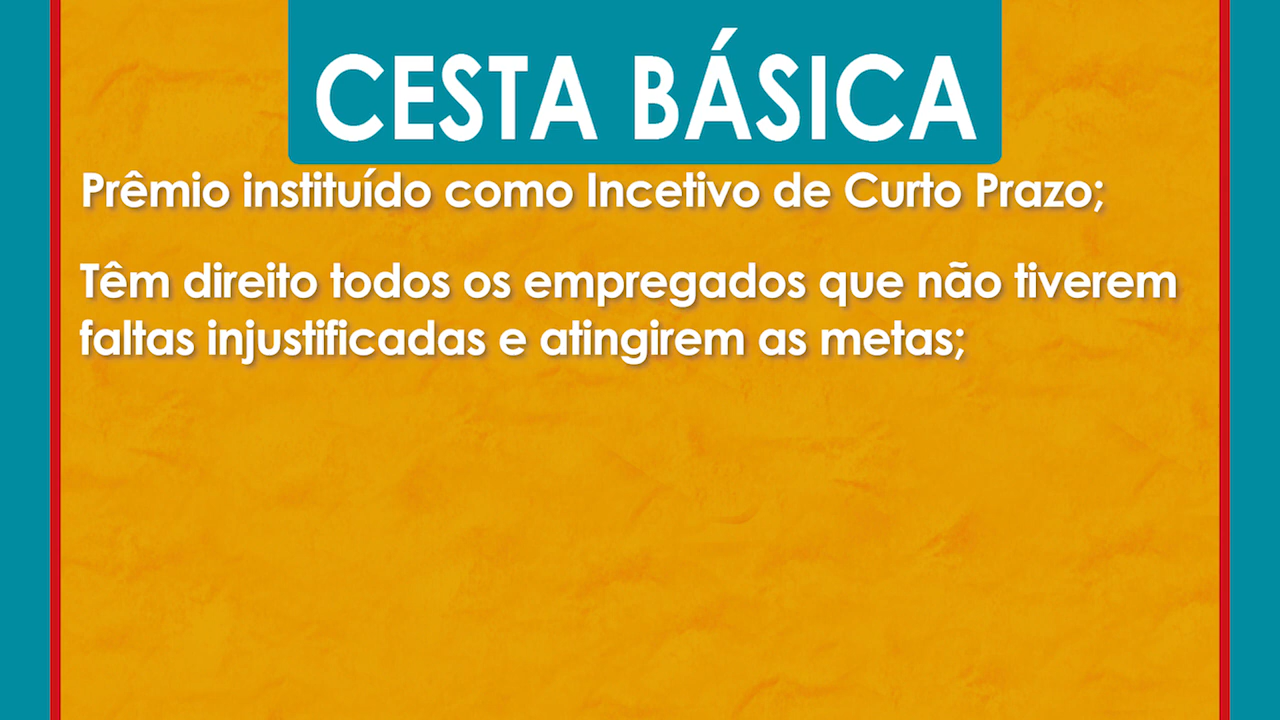 CESTA BÁSICA
Prêmio instituído como Incetivo de Curto Prazo;
Têm direito todos os empregados que não tiverem
faltas injustificadas e atingirem as metas;